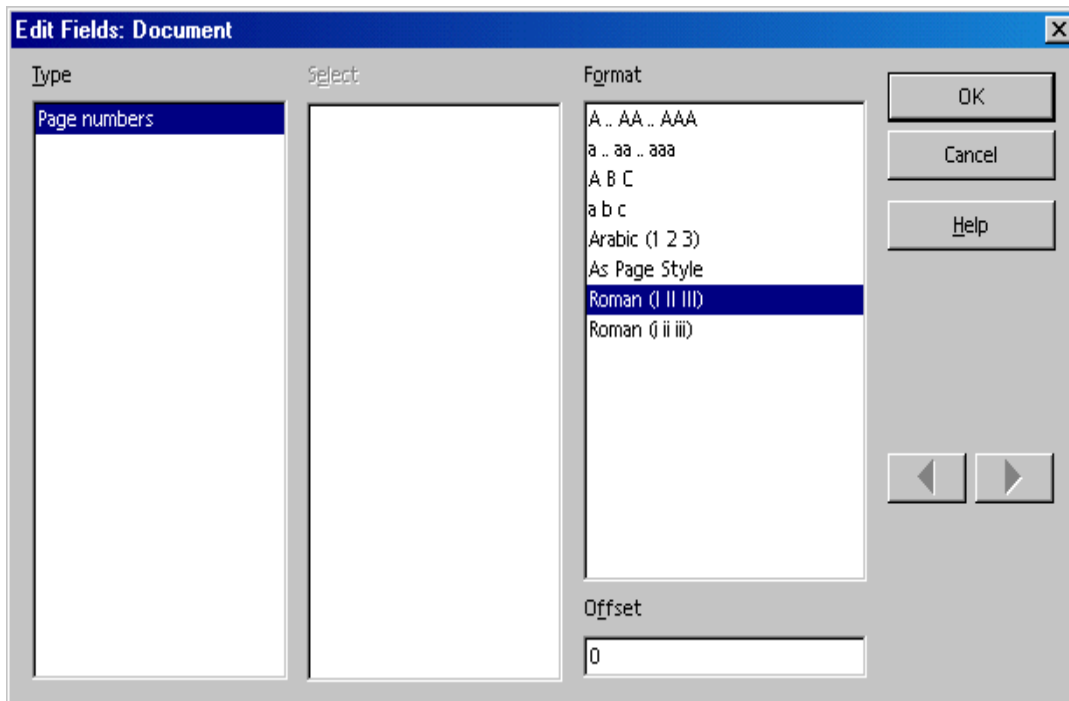 Edit Fields: Document
Type
Page numbers
Select
Format
A .. AA .. AAA
a .. aa .. aaa
A B C
a b c
Arabic (1 2 3)
As Page Style
Roman (I II III)
Roman (i ii iii)
Offset
0
OK
Cancel
Help